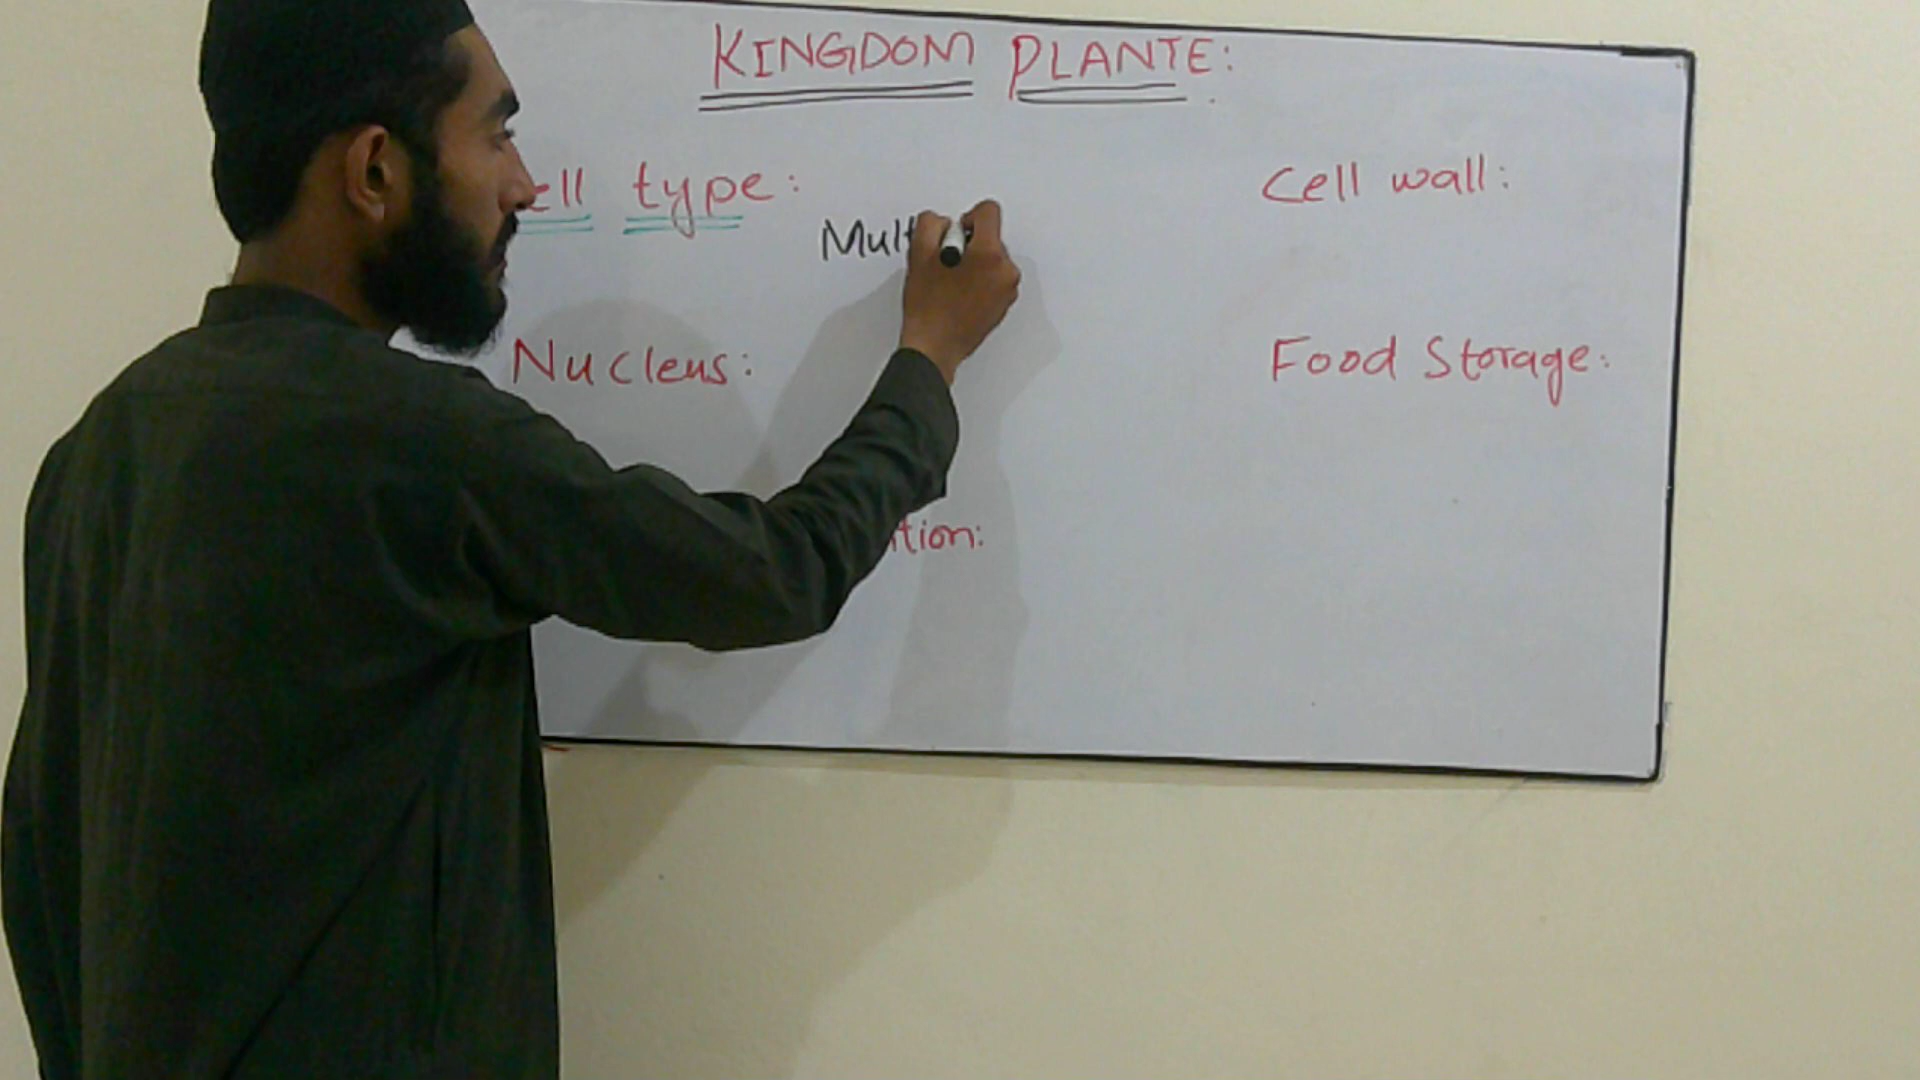 KINGDOM PLANTE:
ell type:
Cell wall:
Mult
Nucleus:
Food Storage:
tion: